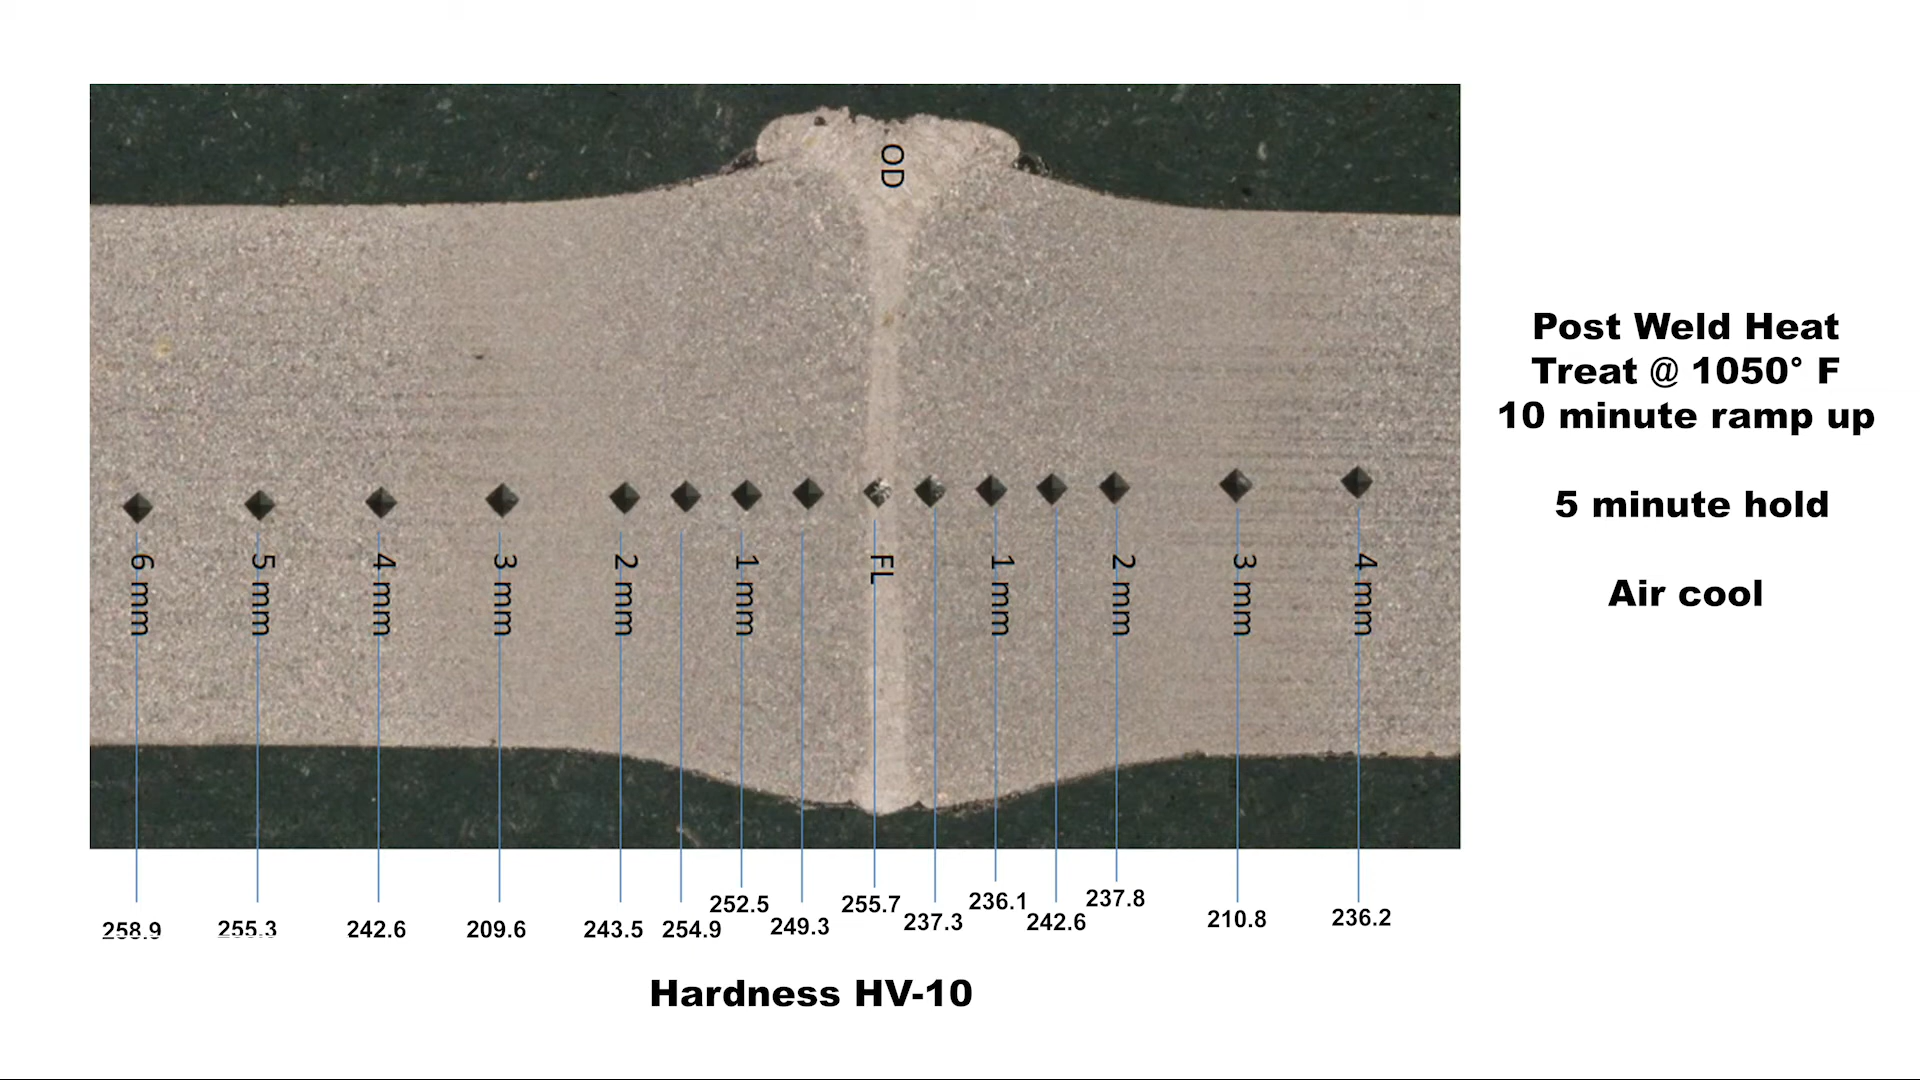 OD
Post Weld Heat
Treat @ 1050° F
10 minute ramp up
5 minute hold
Air cool
6 mm
5 mm
4 mm
3 mm
2 mm
1 mm
FL
1 mm
2 mm
3 mm
4 mm
258.9
255.3
242.6
209.6
243.5
254.9
252.5
249.3
255.7
237.3
236.1
242.6
237.8
210.8
236.2
Hardness HV-10